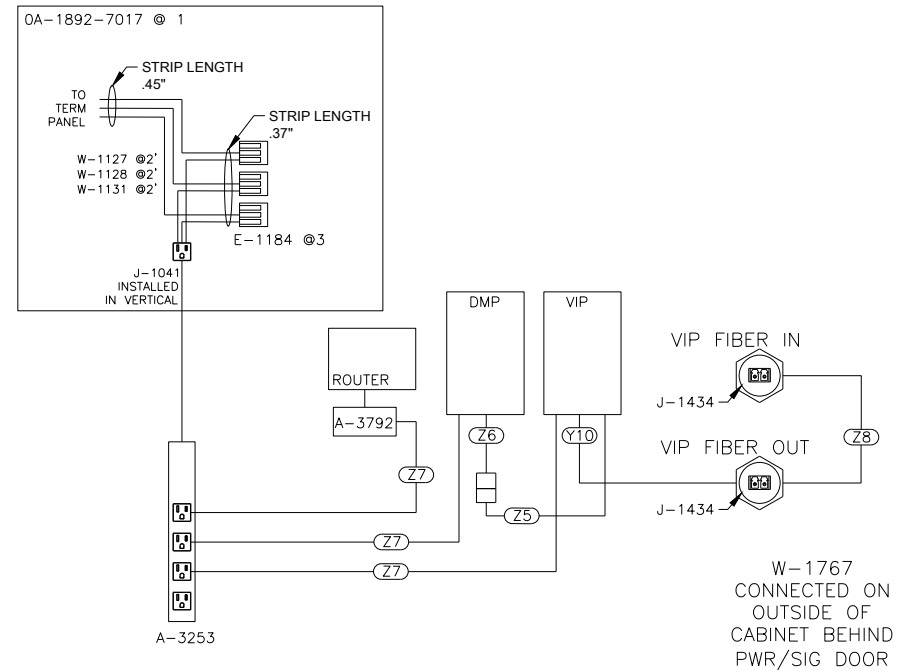 OA-1892-7017 @ 1
STRIP LENGTH
.45"
TO
TERM
PANEL
STRIP LENGTH
.37"
W-1127 @2'
W-1128 @2'
W-1131 @2'
E-1184 @3
J-1041
INSTALLED
IN VERTICAL
DMP
VIP
ROUTER
A-3792
Z6
Y10
Z7
Z5
Z7
Z7
A-3253
VIP FIBER IN
J-1434
Z8
VIP FIBER OUT
J-1434
W-1767
CONNECTED ON
OUTSIDE OF
CABINET BEHIND
PWR/SIG DOOR